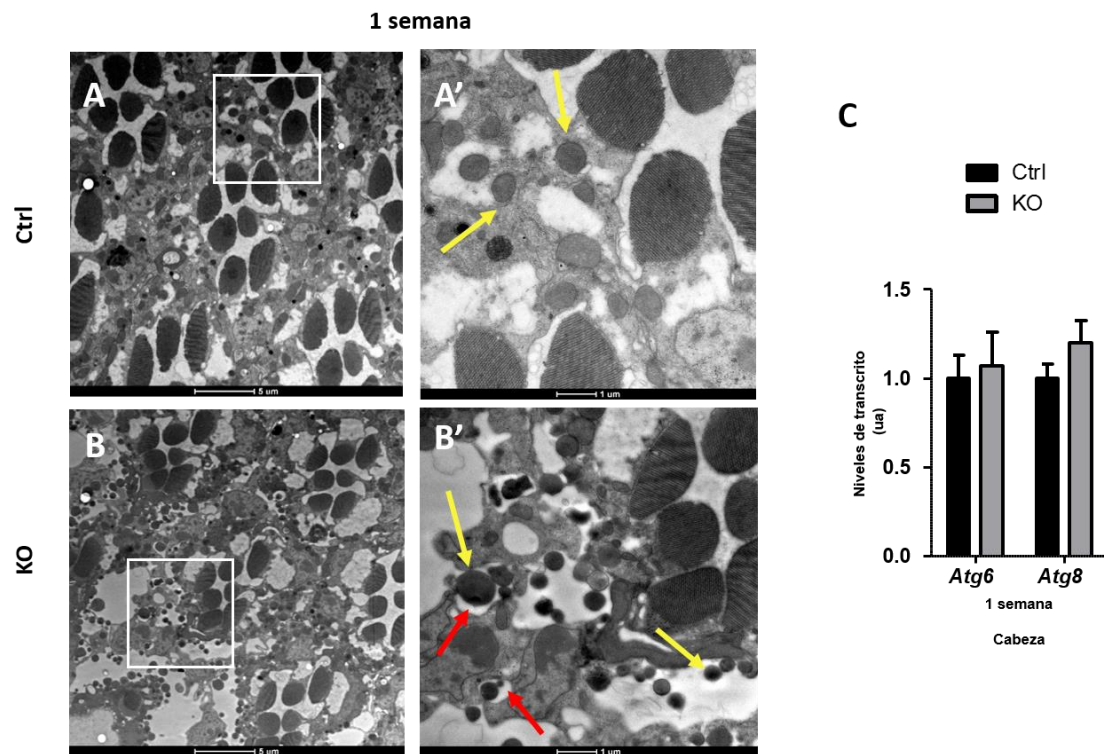 1 semana
Ctrl
A
5 um
A’
1 um
KO
B
5 um
B’
1 um
C
Ctrl
KO
Niveles de transcrito
(ua)
1.5
1.0
0.5
0.0
Atg6 Atg8
1 semana
Cabeza